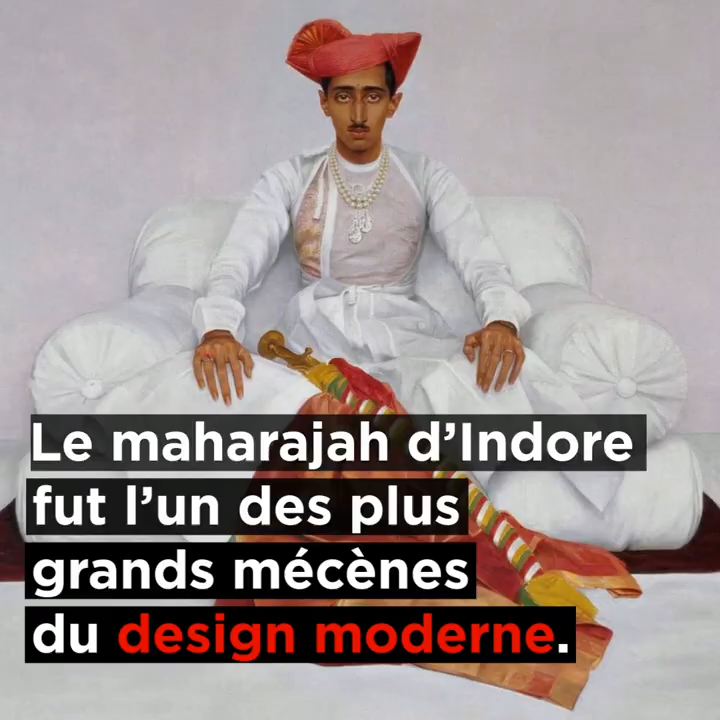 Le maharajah d’Indore
fut l’un des plus
grands mécènes
du design moderne.